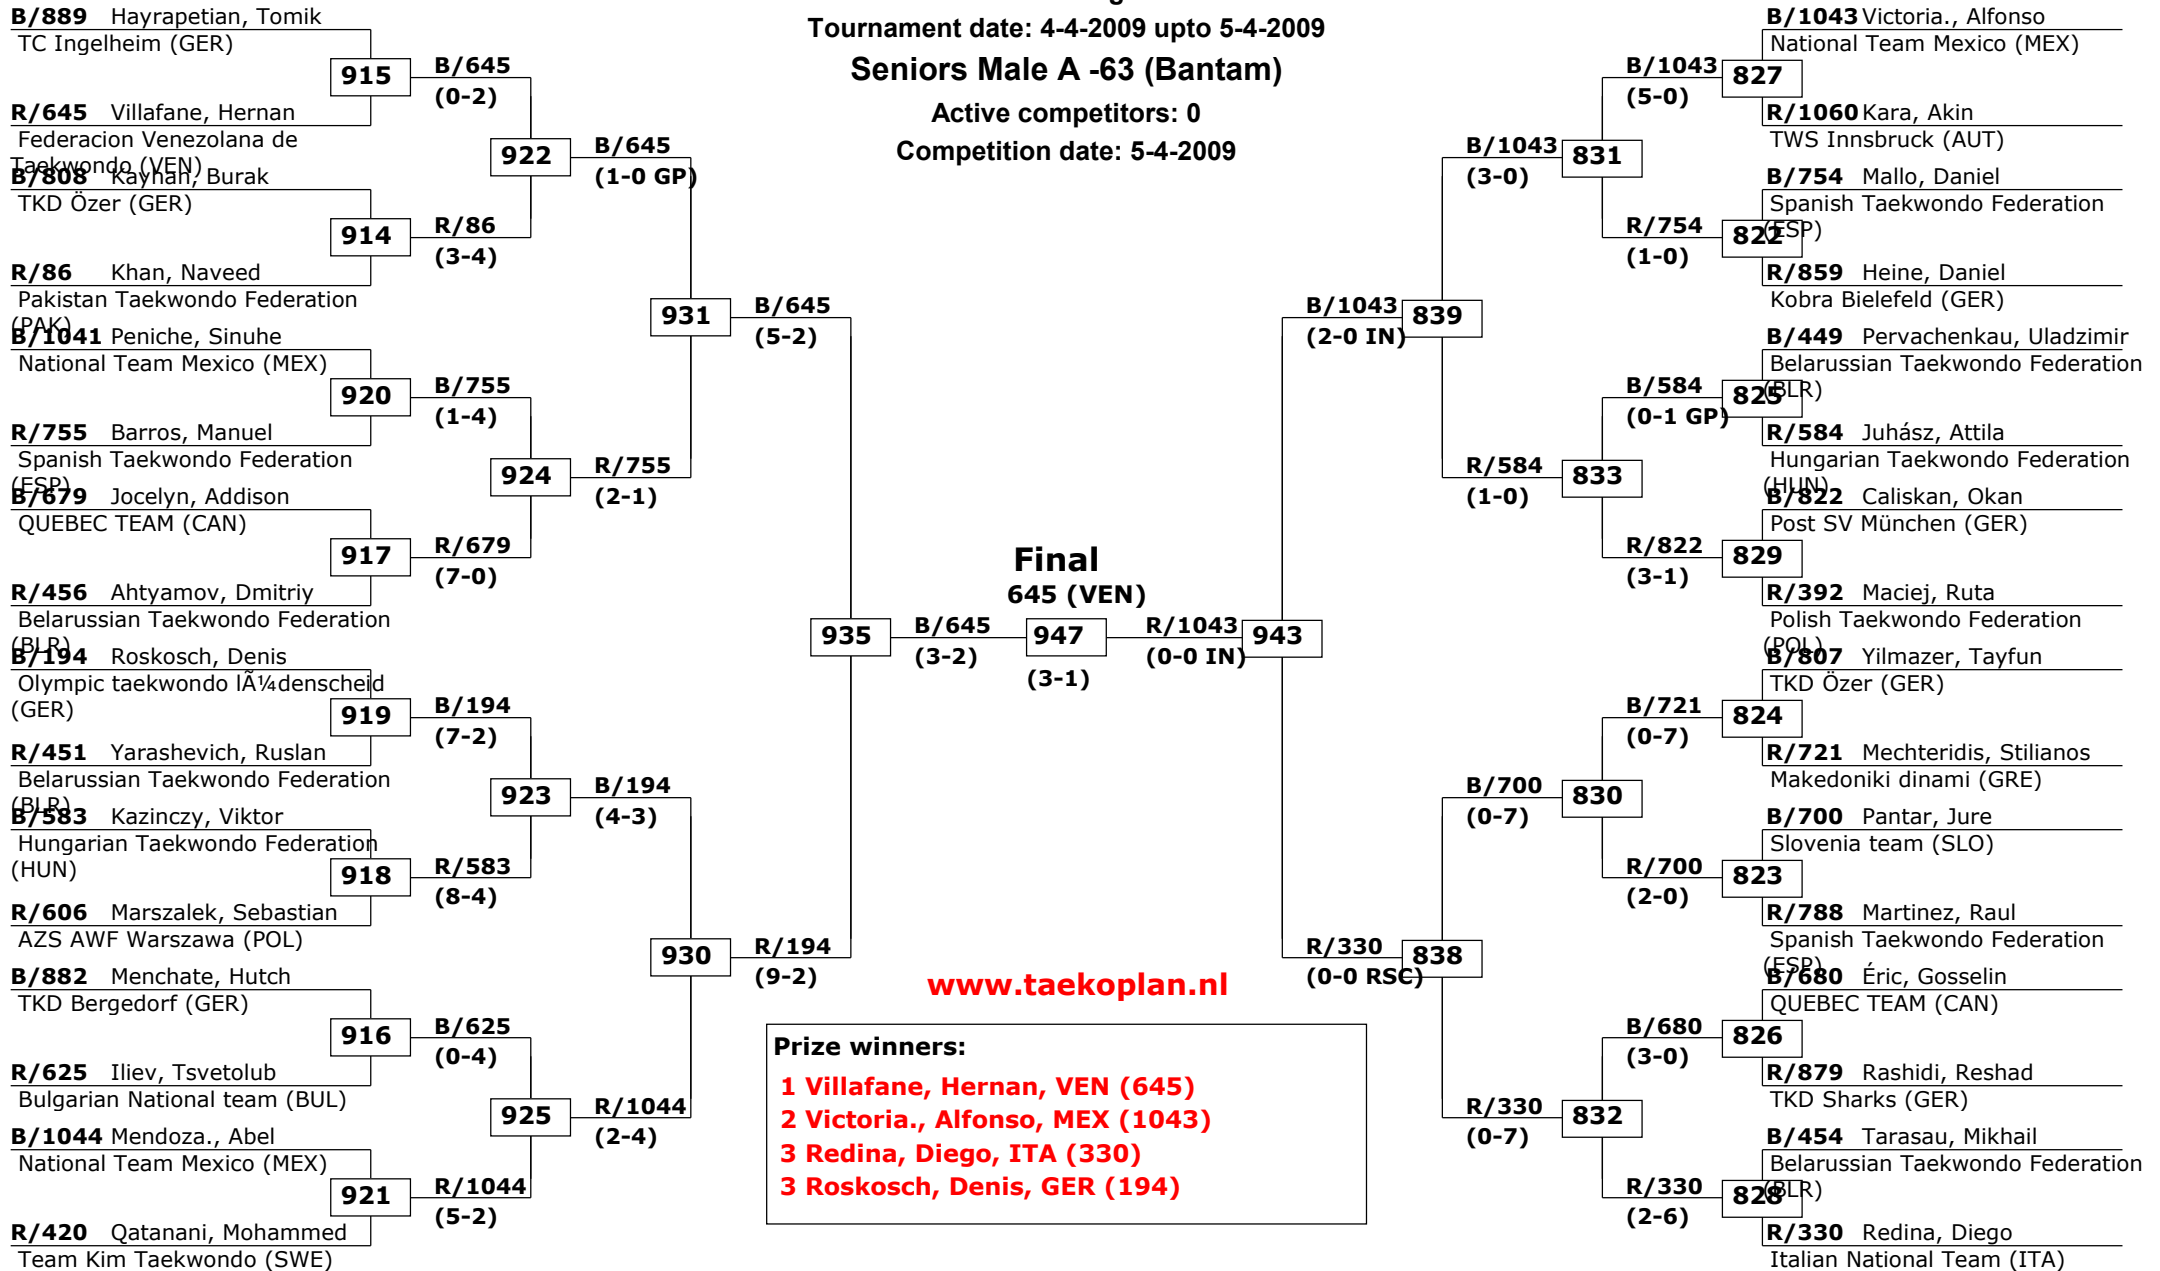 Tournament date: 4-4-2009 upto 5-4-2009
Seniors Male A -63 (Bantam)
Active competitors: 0
Competition date: 5-4-2009
B/889 Hayrapetian, Tomik
TC Ingelheim (GER)
915
R/645 Villafane, Hernan
Federacion Venezolana de
Taekwondo (VEN)
B/808 Kayhan, Burak
TKD Özer (GER)
914
R/86 Khan, Naveed
Pakistan Taekwondo Federation
(PAK)
B/1041 Peniche, Sinuhe
National Team Mexico (MEX)
920
R/755 Barros, Manuel
Spanish Taekwondo Federation
(ESP)
B/679 Jocelyn, Addison
QUEBEC TEAM (CAN)
917
R/456 Ahtyamov, Dmitriy
Belarussian Taekwondo Federation
(BLR)
B/194 Roskosch, Denis
Olympic taekwondo lÃ¼denscheid
(GER)
919
R/451 Yarashevich, Ruslan
Belarussian Taekwondo Federation
(BLR)
B/583 Kazinczy, Viktor
Hungarian Taekwondo Federation
(HUN)
918
R/606 Marszalek, Sebastian
AZS AWF Warszawa (POL)
B/882 Menchate, Hutch
TKD Bergedorf (GER)
916
R/625 Iliev, Tsvetolub
Bulgarian National team (BUL)
B/1044 Mendoza., Abel
National Team Mexico (MEX)
921
R/420 Qatanani, Mohammed
Team Kim Taekwondo (SWE)
B/645
(0-2)
922
R/86
(3-4)
B/755
(1-4)
924
R/679
(7-0)
B/194
(7-2)
923
R/583
(8-4)
B/625
(0-4)
925
R/1044
(5-2)
B/645
(1-0 GP)
931
R/755
(2-1)
B/194
(4-3)
930
R/1044
(2-4)
B/645
(5-2)
935
R/194
(9-2)
B/645
(3-2)
Final
645 (VEN)
947
(3-1)
R/1043
(0-0 IN)
943
B/1043
(2-0 IN)
839
R/330
(0-0 RSC)
838
B/1043
(3-0)
831
R/584
(1-0)
833
B/700
(0-7)
830
R/330
(0-7)
832
B/1043
(5-0)
R/754
(1-0)
B/584
(0-1 GP)
R/822
(3-1)
B/721
(0-7)
R/700
(2-0)
B/680
(3-0)
R/330
(2-6)
B/1043 Victoria., Alfonso
National Team Mexico (MEX)
827
R/1060 Kara, Akin
TWS Innsbruck (AUT)
B/754 Mallo, Daniel
Spanish Taekwondo Federation
(ESP)
822
R/859 Heine, Daniel
Kobra Bielefeld (GER)
B/449 Pervachenkau, Uladzimir
Belarussian Taekwondo Federation
(BLR)
825
R/584 Juhász, Attila
Hungarian Taekwondo Federation
(HUN)
B/822 Caliskan, Okan
Post SV München (GER)
829
R/392 Maciej, Ruta
Polish Taekwondo Federation
(POL)
B/807 Yilmazer, Tayfun
TKD Özer (GER)
824
R/721 Mechteridis, Stilianos
Makedoniki dinami (GRE)
B/700 Pantar, Jure
Slovenia team (SLO)
823
R/788 Martinez, Raul
Spanish Taekwondo Federation
(ESP)
B/680 Éric, Gosselin
QUEBEC TEAM (CAN)
826
R/879 Rashidi, Reshad
TKD Sharks (GER)
B/454 Tarasau, Mikhail
Belarussian Taekwondo Federation
(BLR)
828
R/330 Redina, Diego
Italian National Team (ITA)
www.taekoplan.nl
Prize winners:
1 Villafane, Hernan, VEN (645)
2 Victoria., Alfonso, MEX (1043)
3 Redina, Diego, ITA (330)
3 Roskosch, Denis, GER (194)